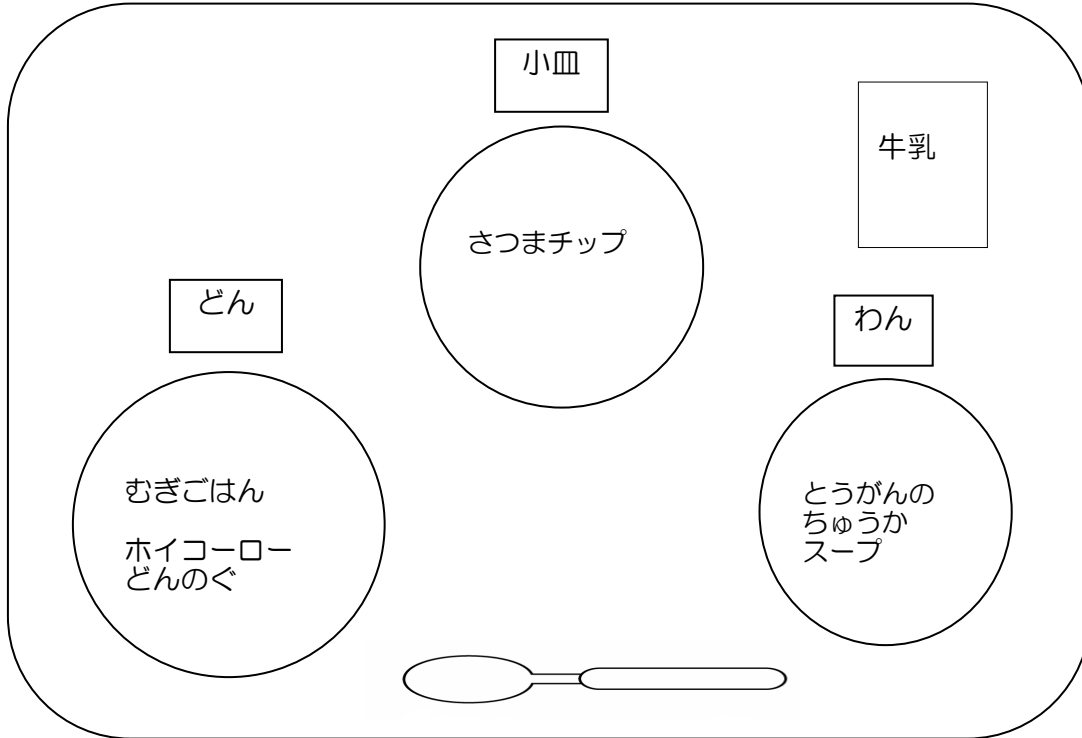 小皿
牛乳
さつまチップ
どん
わん
むぎごはん
ホイコーロー
どんのぐ
とうがんの
ちゅうか
スープ